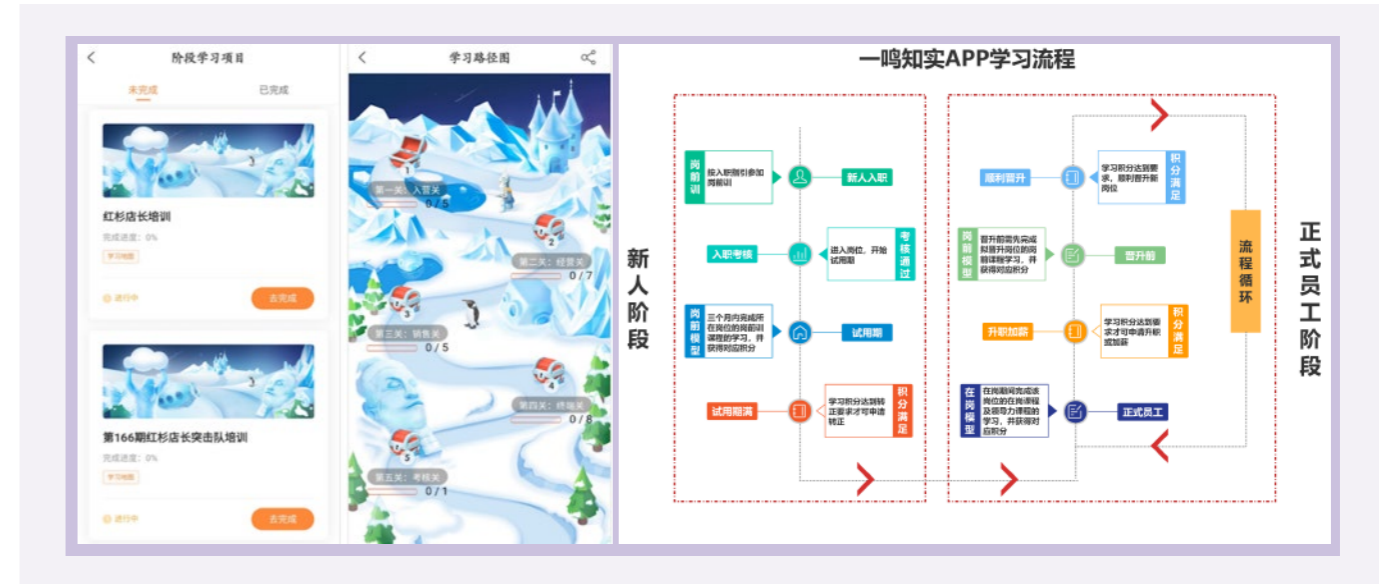 阶段学习项目
未完成
已完成
红杉店长培训
完成进度：0%
学习地图
进行中
去完成
第166期红杉店长突击队培训
完成进度：0%
学习地图
进行中
去完成
学习路径图
1
第一关：入营关
0 / 5
2
第二关：经营关
0 / 7
3
第三关：销售关
0 / 5
4
第四关：终端关
0 / 8
5
第五关：考核关
0 / 1
一鸣知实APP学习流程
新人阶段
岗前训
按入职指引参加
岗前训
新人入职
入职考核
进入岗位，开始
试用期
考核通过
岗前模型
三个月内完成所
在岗位的岗前训
课程的学习，并
获得对应积分
试用期
试用期满
学习积分达到转
正要求才可申请
转正
积分满足
顺利晋升
学习积分达到要
求，顺利晋升新
岗位
积分满足
岗前模型
晋升前需先完成
拟晋升岗位的岗
前课程学习，并
获得对应积分
晋升前
升职加薪
学习积分达到要
求才可申请升职
或加薪
积分满足
在岗模型
在岗期间完成该
岗位的在岗课程
及领导力课程的
学习，并获得对
应积分
正式员工
流程循环
正式员工阶段